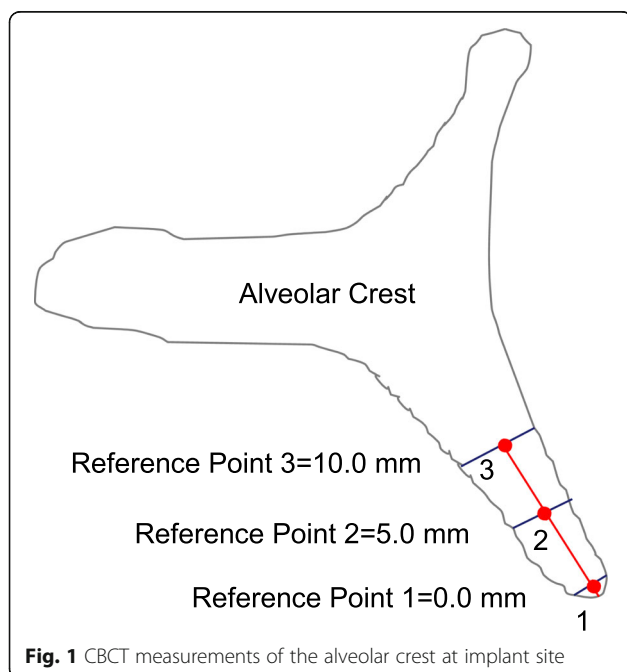 Alveolar Crest
Reference Point 3=10.0 mm
3
Reference Point 2=5.0 mm
2
Reference Point 1=0.0 mm
1
Fig. 1 CBCT measurements of the alveolar crest at implant site